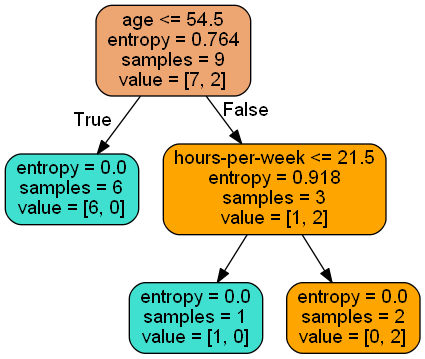 age <= 54.5
entropy = 0.764
samples = 9
value = [7, 2]
True
False
entropy = 0.0
samples = 6
value = [6, 0]
hours-per-week <= 21.5
entropy = 0.918
samples = 3
value = [1, 2]
entropy = 0.0
samples = 1
value = [1, 0]
entropy = 0.0
samples = 2
value = [0, 2]